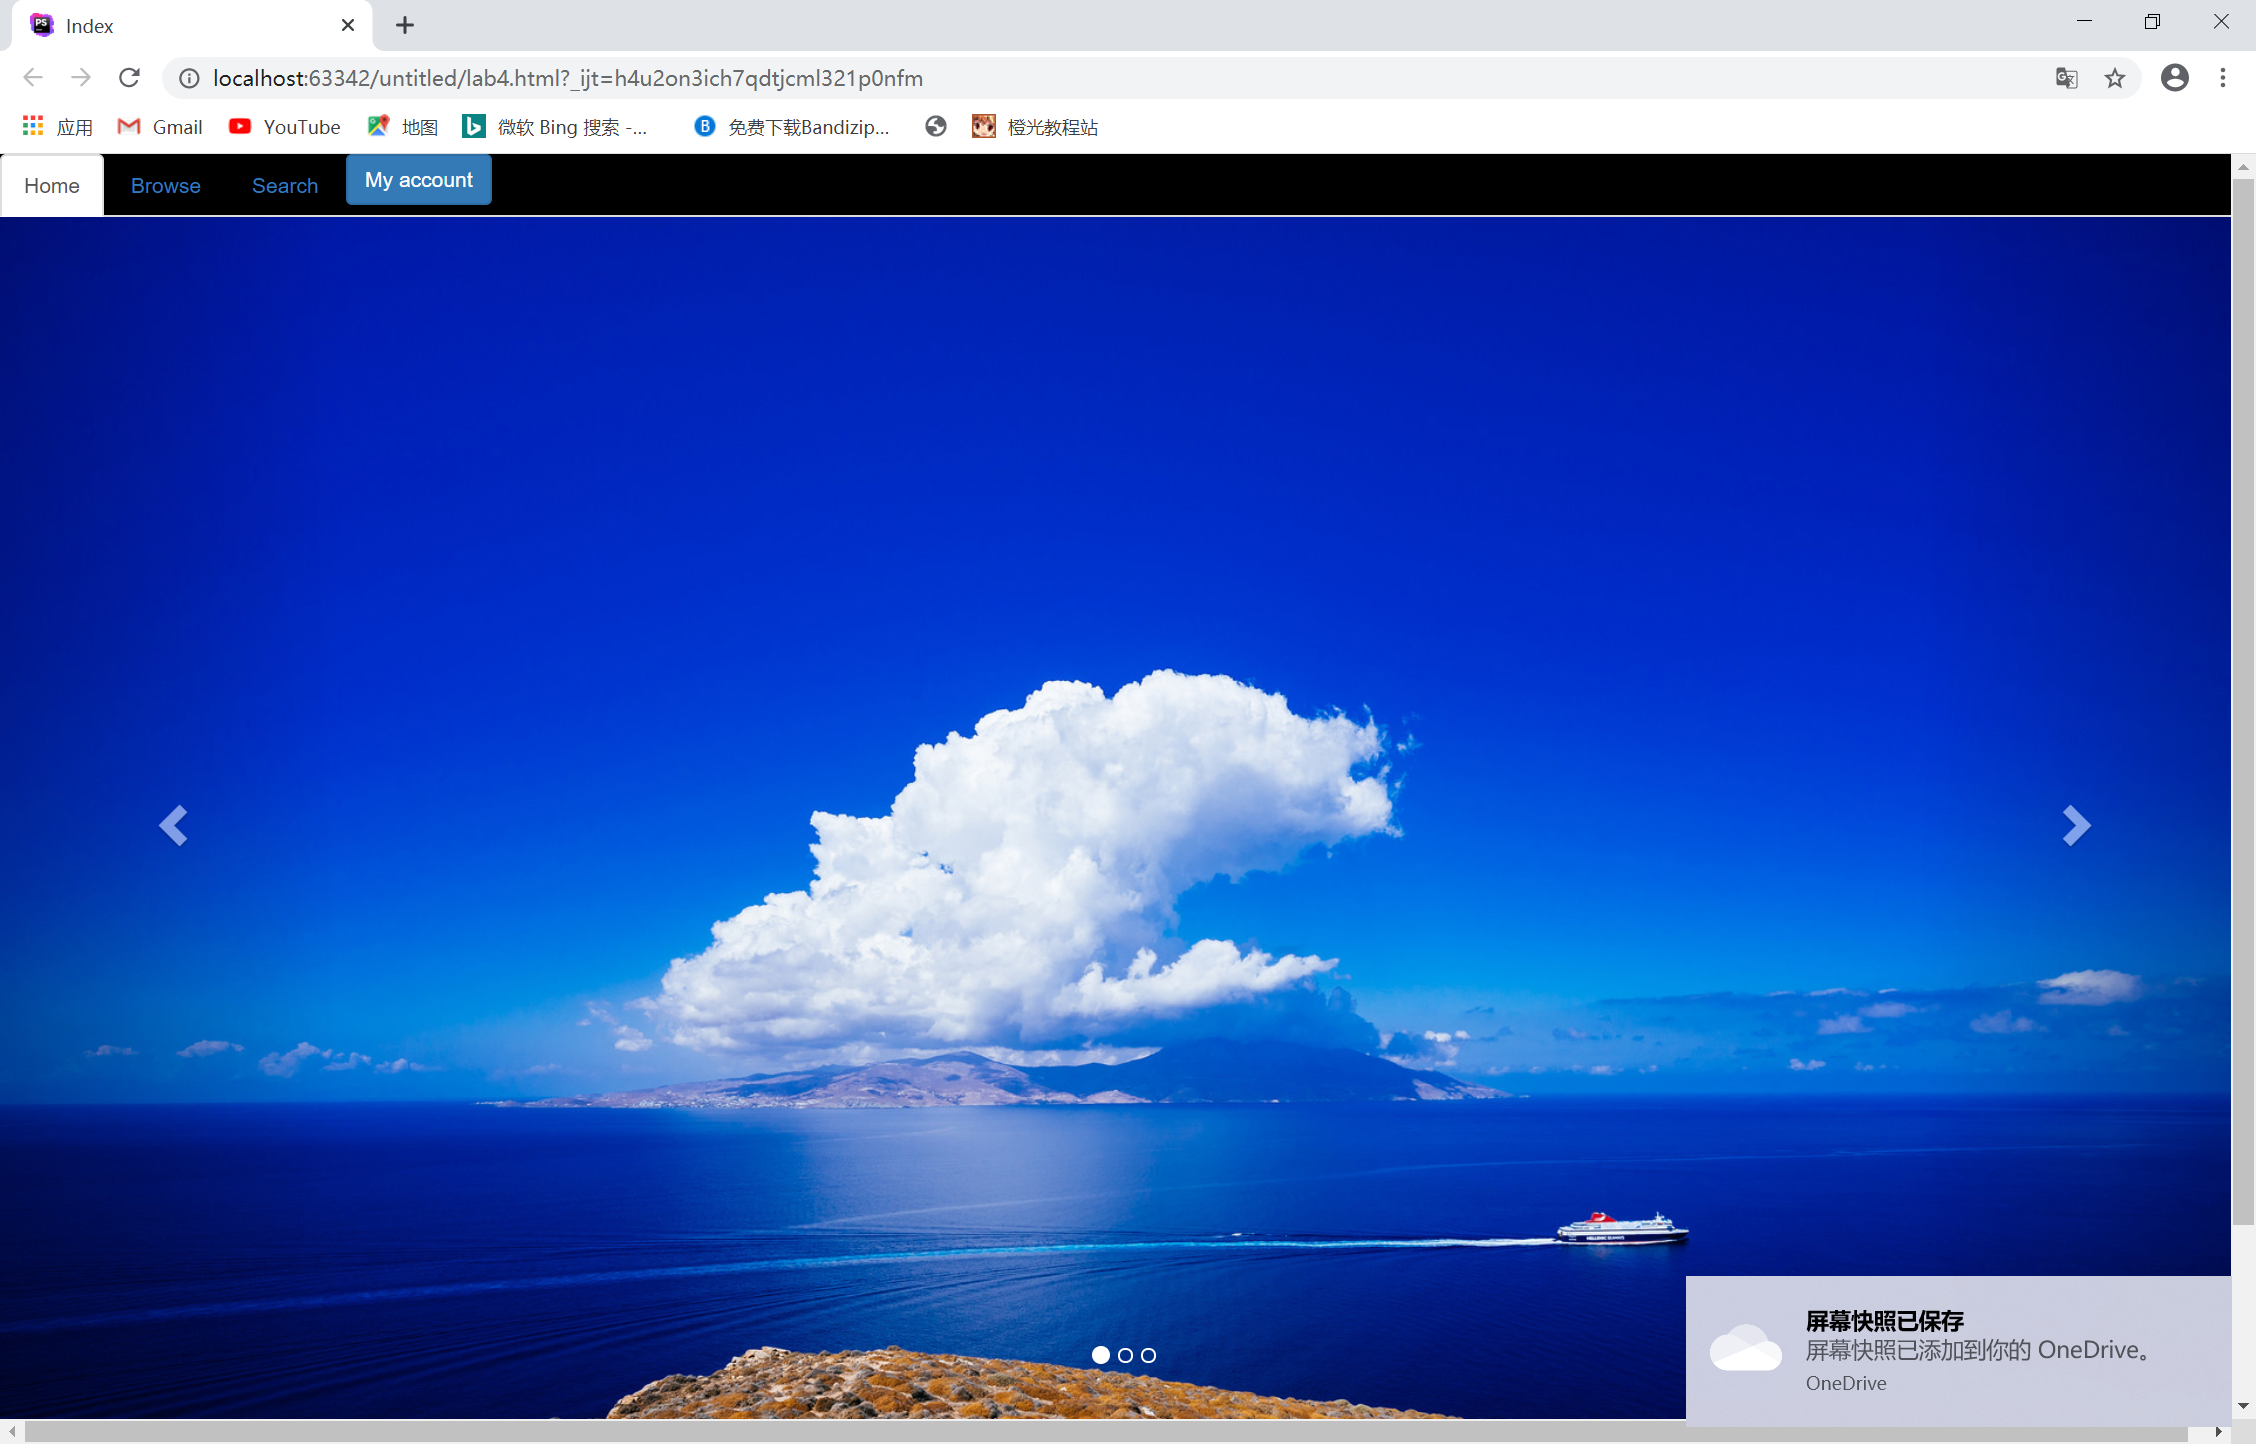 Index
localhost:63342/untitled/lab4.html?_ijt=h4u2on3ich7qdtjcml321p0nfm
应用 Gmail YouTube 地图 微软 Bing 搜索 -... 免费下载Bandizip... 橙光教程站
Home Browse Search My account
屏幕快照已保存
屏幕快照已添加到你的 OneDrive。
OneDrive